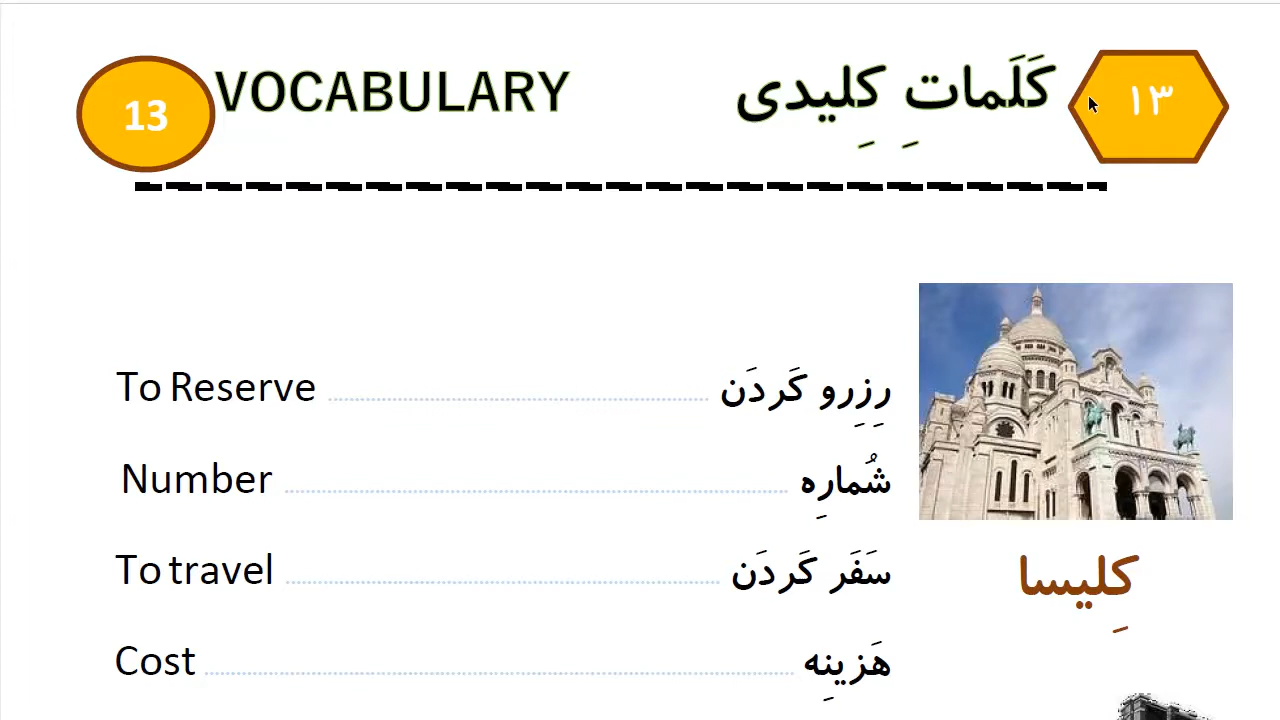 13 VOCABULARY کَلَماتِ کِلیدی ۱۳
To Reserve رِزِرو کَردَن
Number شُمارِه
To travel سَفَر کَردَن
Cost هَزینِه
کِلیسا